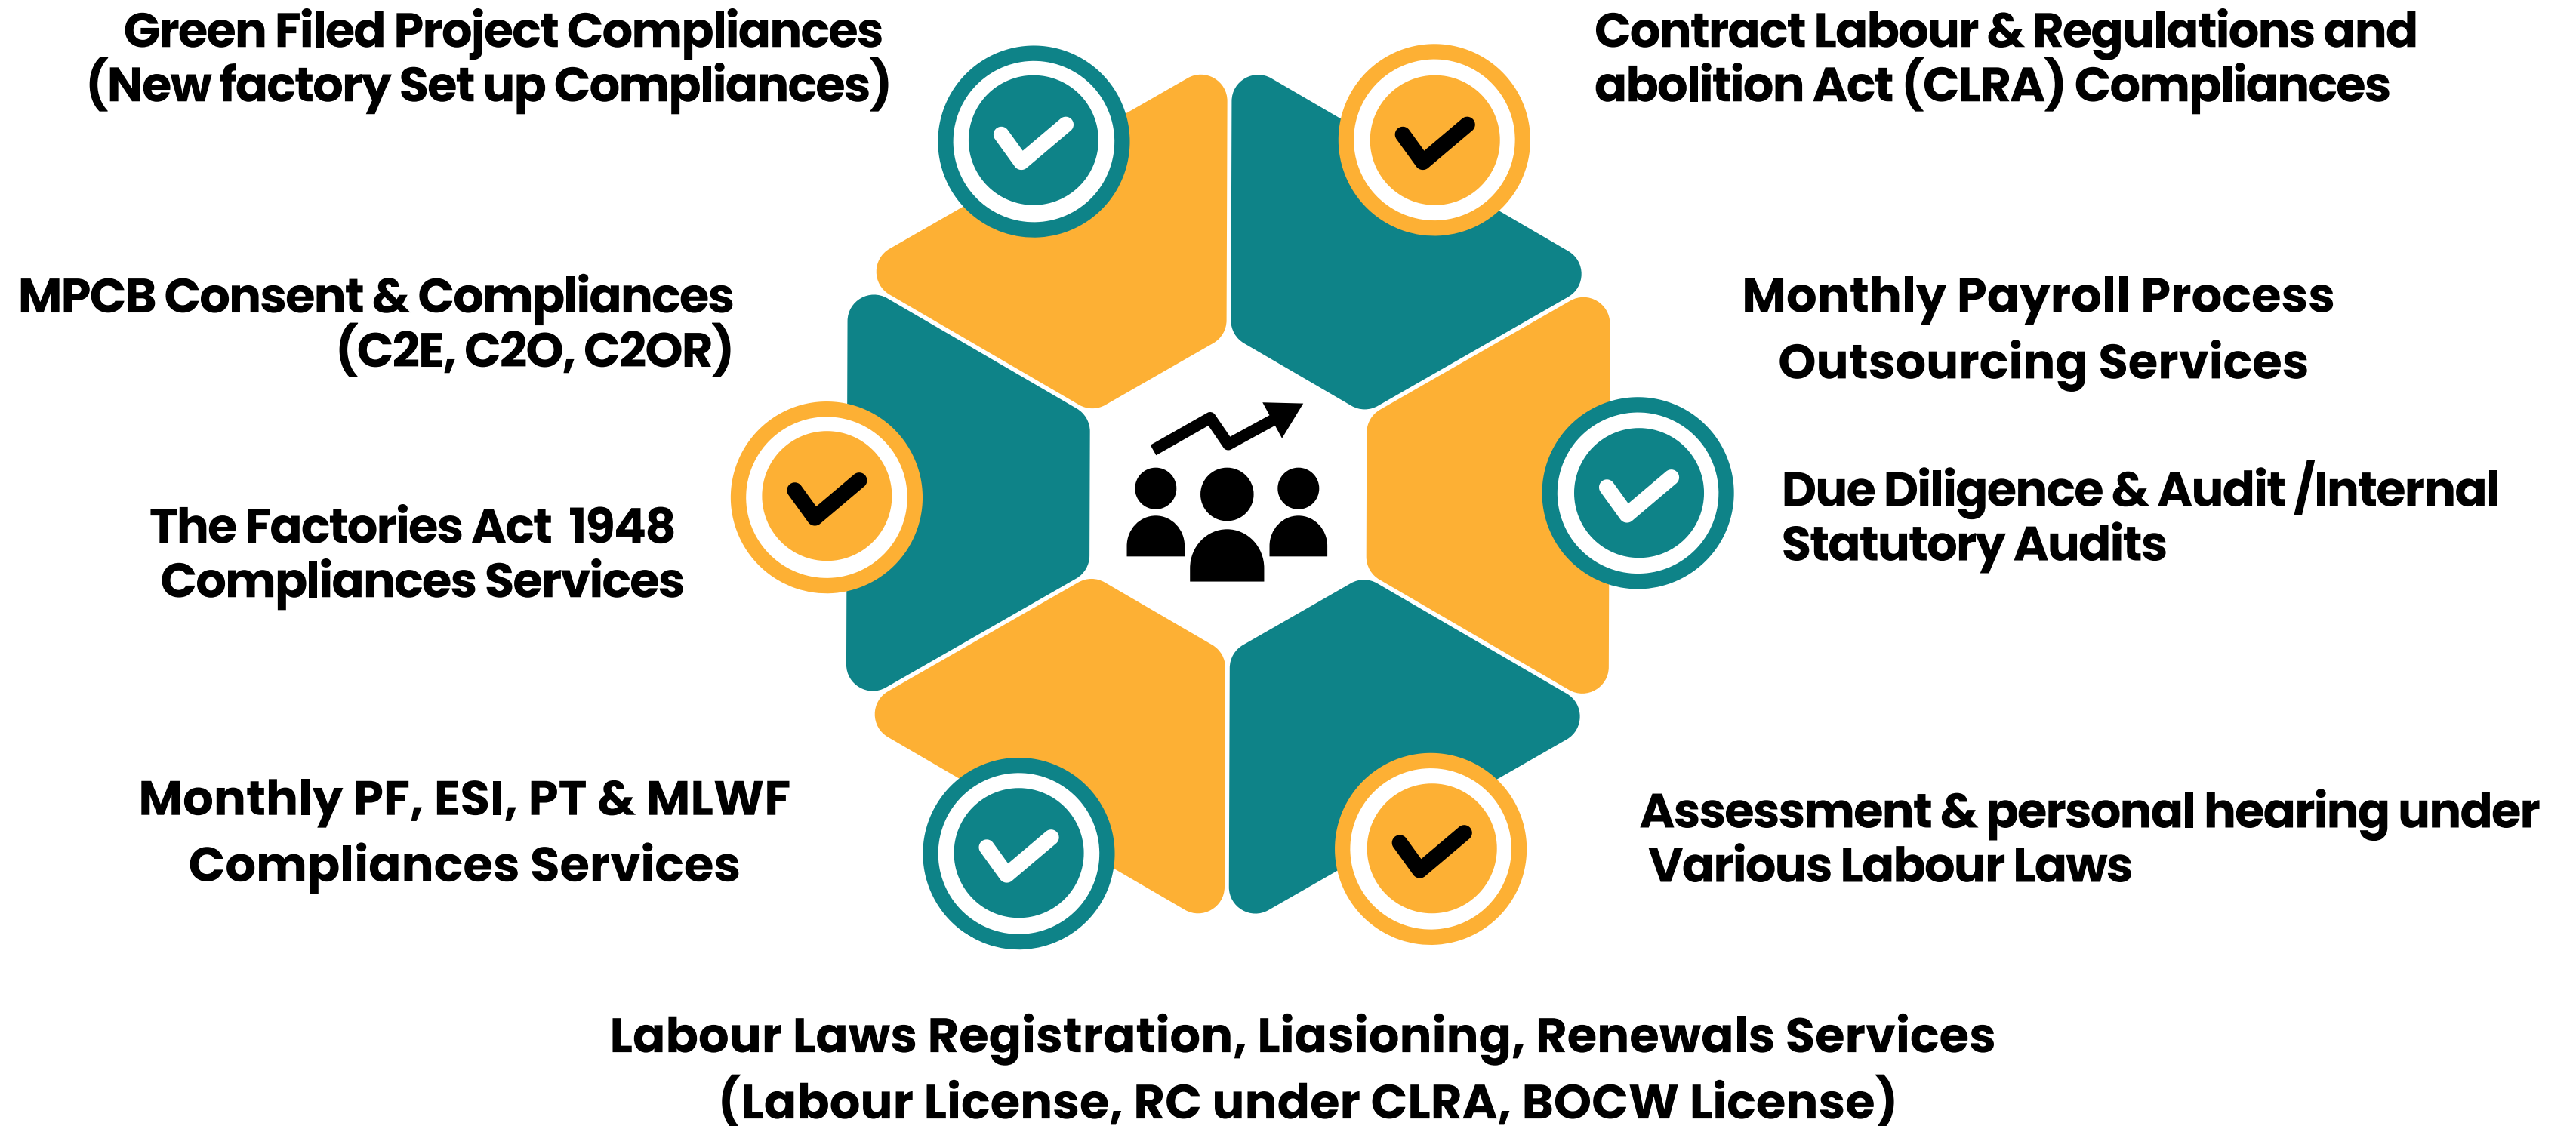 Green Filed Project Compliances
(New factory Set up Compliances)
Contract Labour & Regulations and
abolition Act (CLRA) Compliances
MPCB Consent & Compliances
(C2E, C2O, C2OR)
Monthly Payroll Process
Outsourcing Services
The Factories Act 1948
Compliances Services
Due Diligence & Audit /Internal
Statutory Audits
Monthly PF, ESI, PT & MLWF
Compliances Services
Assessment & personal hearing under
Various Labour Laws
Labour Laws Registration, Liasioning, Renewals Services
(Labour License, RC under CLRA, BOCW License)